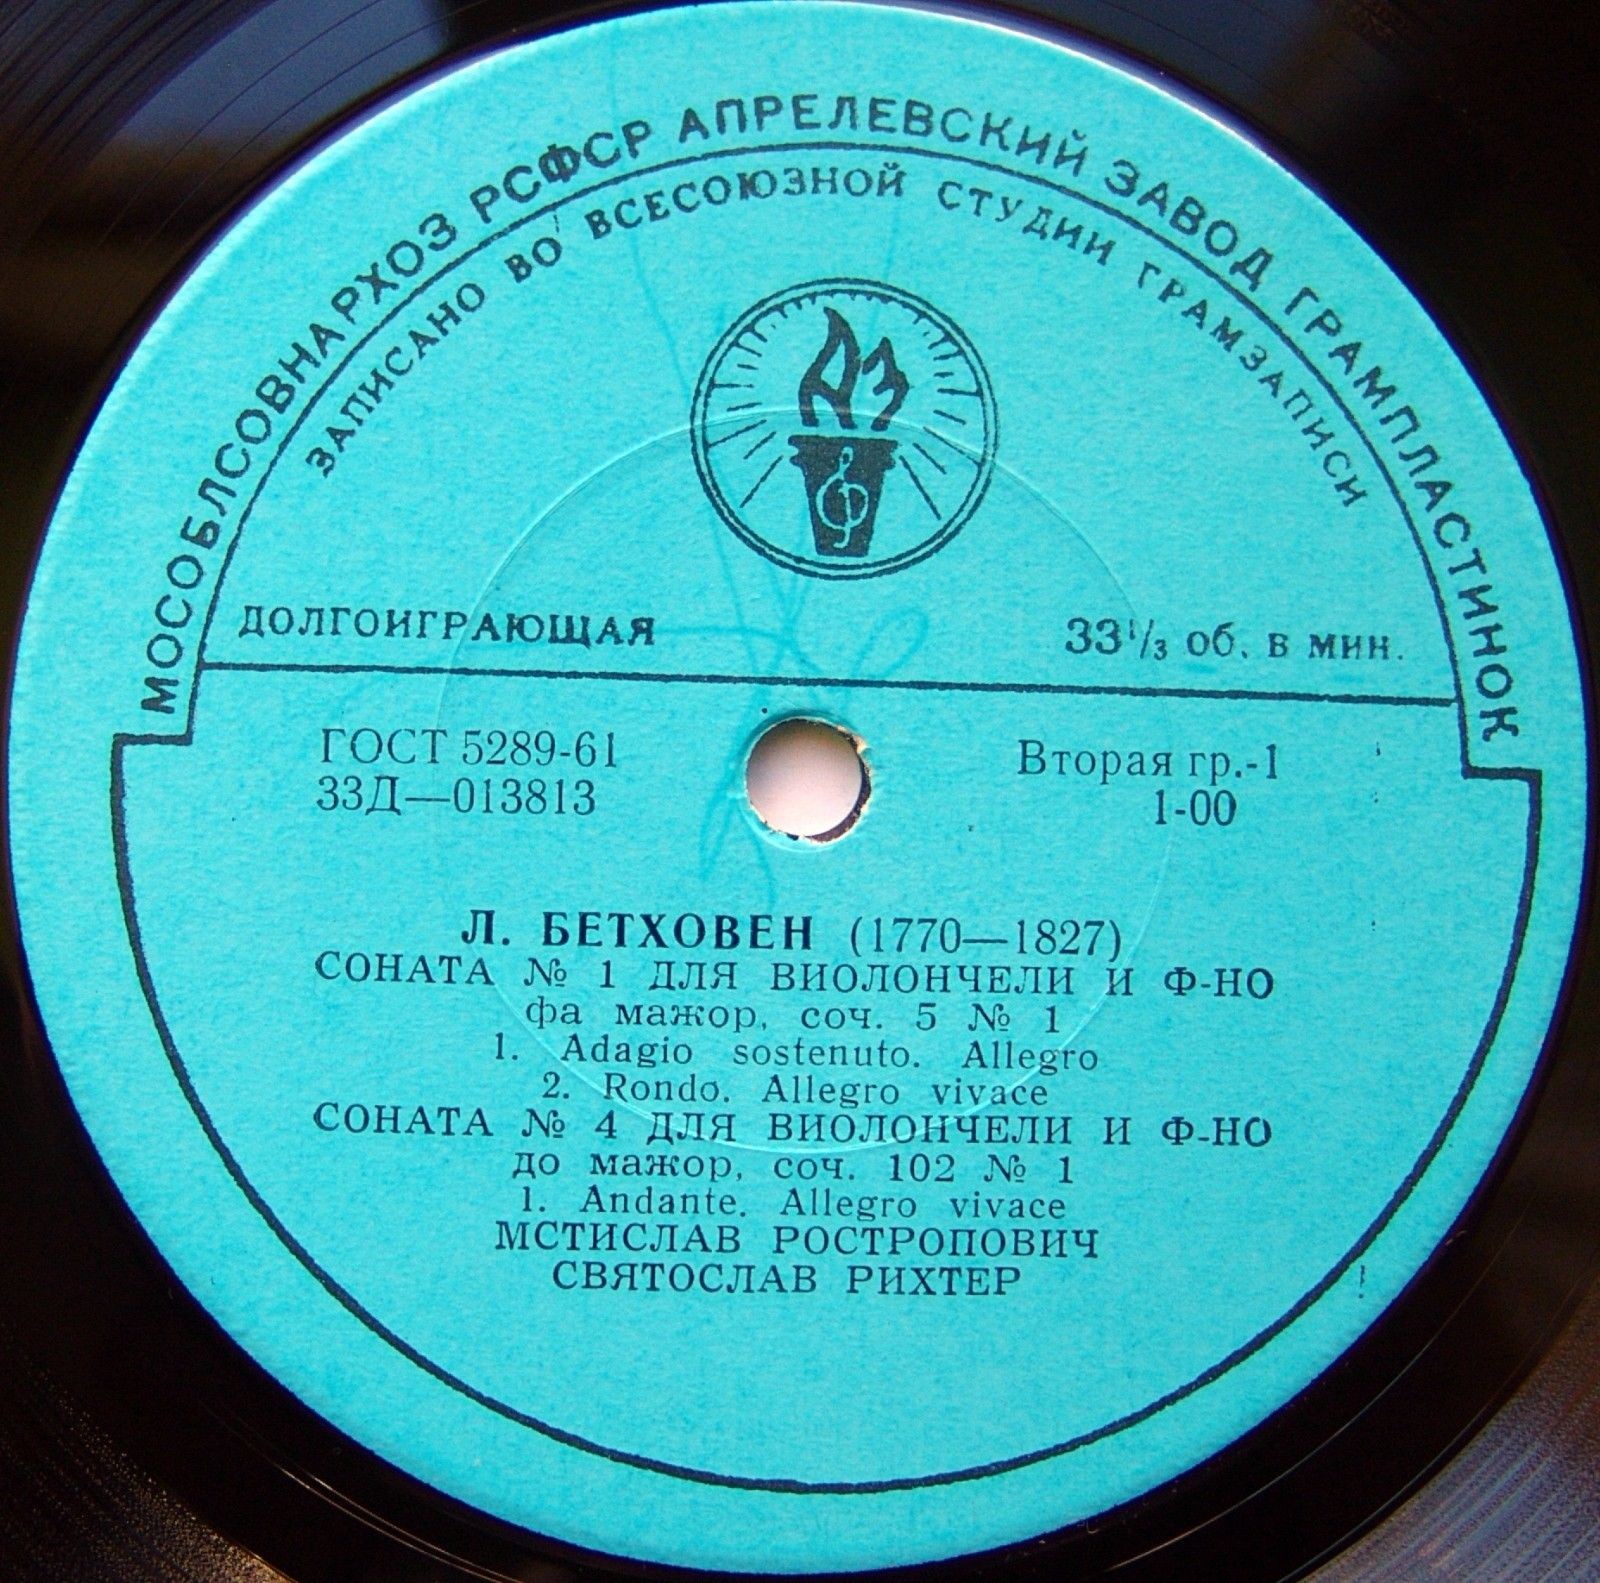 МОСОБЛСОВНАРХОЗ РСФСР АПРЕЛЕВСКИЙ ЗАВОД ГРАМПЛАСТИНОК
ЗАПИСАНО ВО ВСЕСОЮЗНОЙ СТУДИИ ГРАМЗАПИСИ
АЗ
ДОЛГОИГРАЮЩАЯ
33 1/3 об. в мин.
ГОСТ 5289-61
33Д—013813
Вторая гр.-1
1-00
Л. БЕТХОВЕН (1770—1827)
СОНАТА № 1 ДЛЯ ВИОЛОНЧЕЛИ И Ф-НО
фа мажор, соч. 5 № 1
1. Adagio sostenuto. Allegro
2. Rondo. Allegro vivace
СОНАТА № 4 ДЛЯ ВИОЛОНЧЕЛИ И Ф-НО
до мажор, соч. 102 № 1
1. Andante. Allegro vivace
МСТИСЛАВ РОСТРОПОВИЧ
СВЯТОСЛАВ РИХТЕР